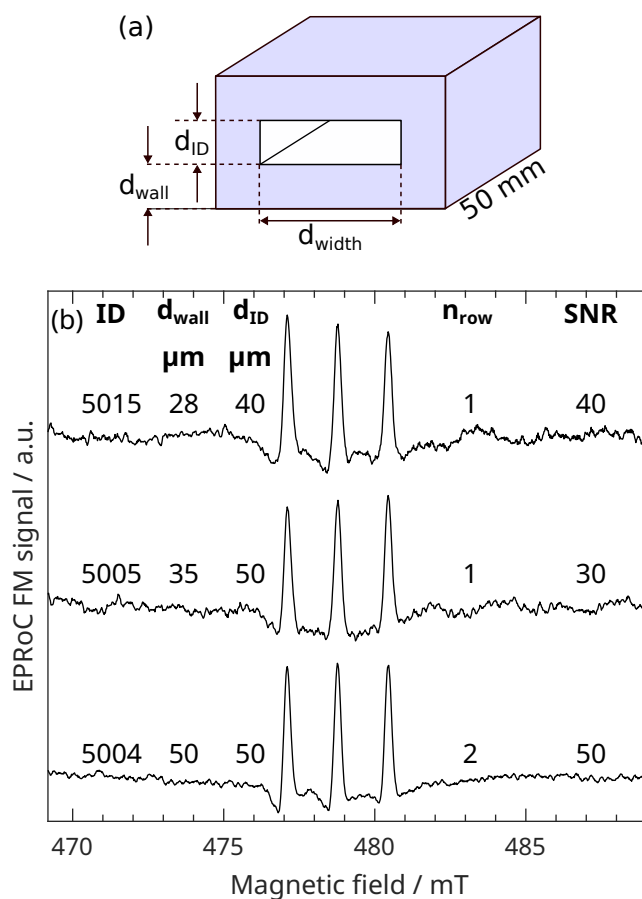 (a)
d_ID
d_wall
d_width
50 mm
(b) ID d_wall d_ID n_row SNR
µm µm
5015 28 40 1 40
5005 35 50 1 30
5004 50 50 2 50
EPRoC FM signal / a.u.
470 475 480 485
Magnetic field / mT